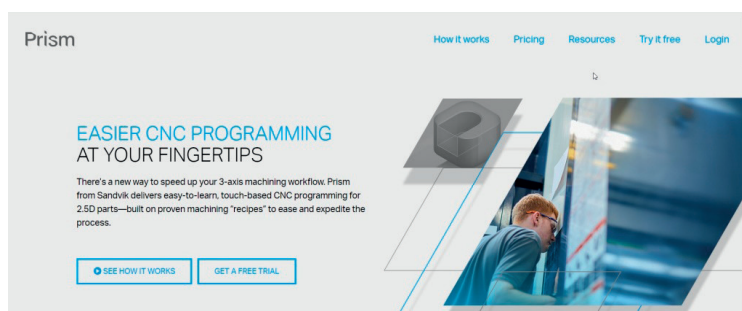 Prism
How it works Pricing Resources Try it free Login
EASIER CNC PROGRAMMING
AT YOUR FINGERTIPS
There's a new way to speed up your 3-axis machining workflow. Prism
from Sandvik delivers easy-to-learn, touch-based CNC programming for
2.5D parts—built on proven machining "recipes" to ease and expedite the
process.
SEE HOW IT WORKS
GET A FREE TRIAL